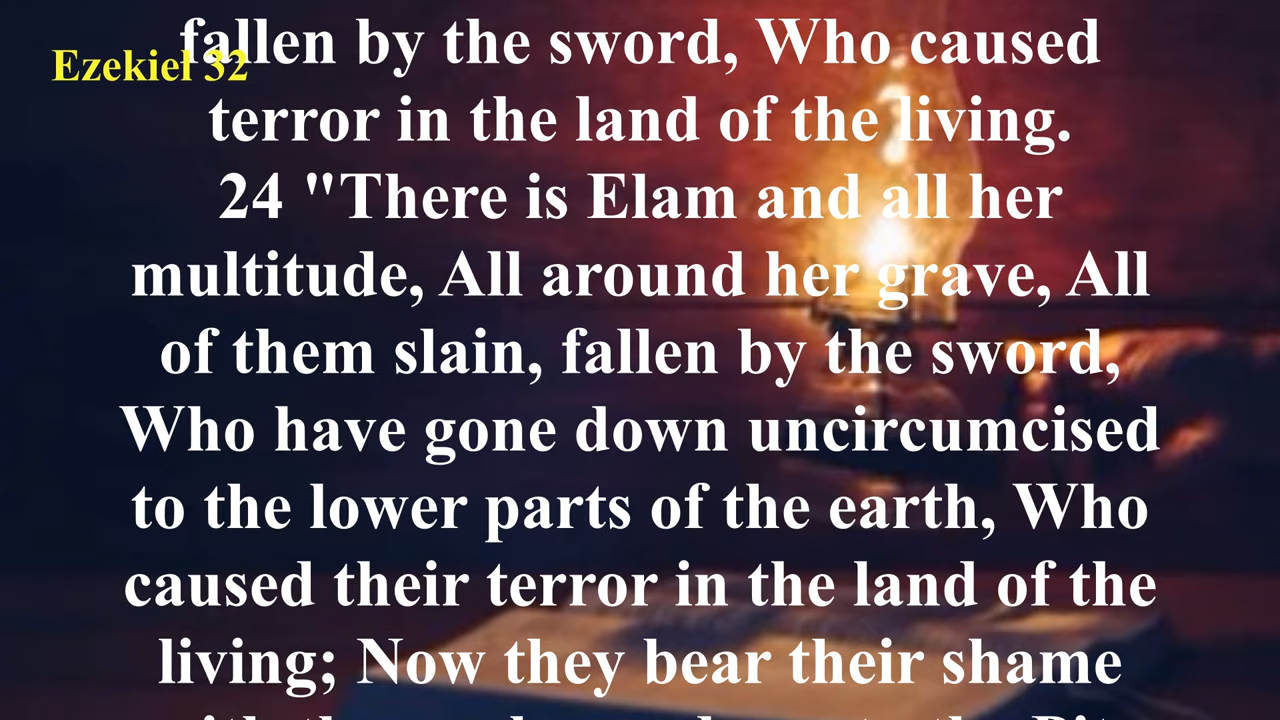 Ezekiel 32
fallen by the sword, Who caused
terror in the land of the living.
24 "There is Elam and all her
multitude, All around her grave, All
of them slain, fallen by the sword,
Who have gone down uncircumcised
to the lower parts of the earth, Who
caused their terror in the land of the
living; Now they bear their shame